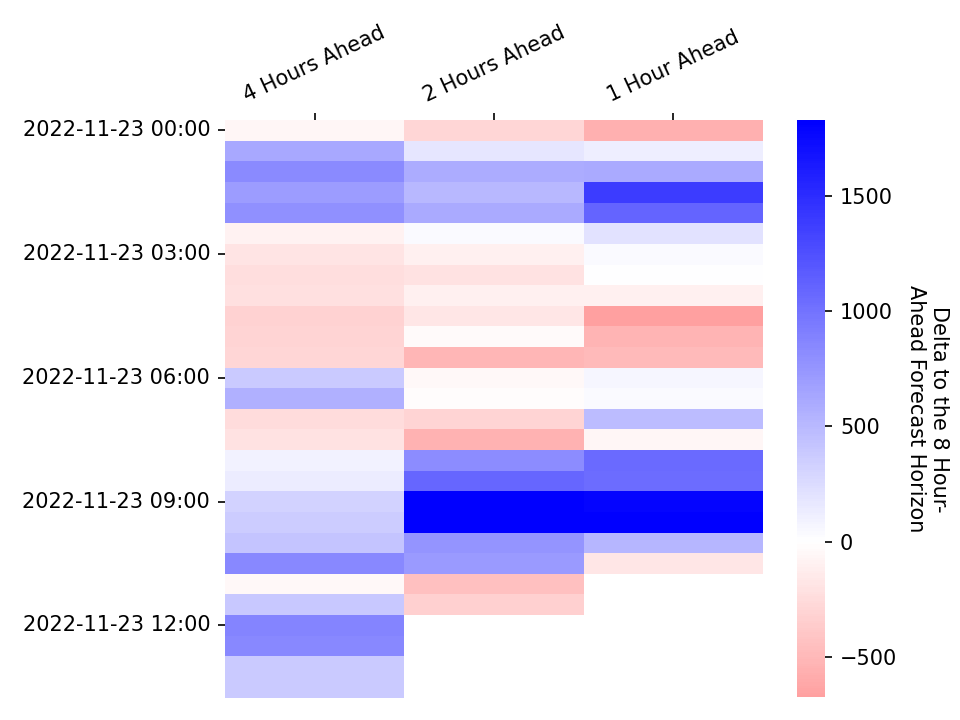 4 Hours Ahead
2 Hours Ahead
1 Hour Ahead
2022-11-23 00:00
2022-11-23 03:00
2022-11-23 06:00
2022-11-23 09:00
2022-11-23 12:00
1500
1000
500
0
−500
Delta to the 8 Hour-
Ahead Forecast Horizon